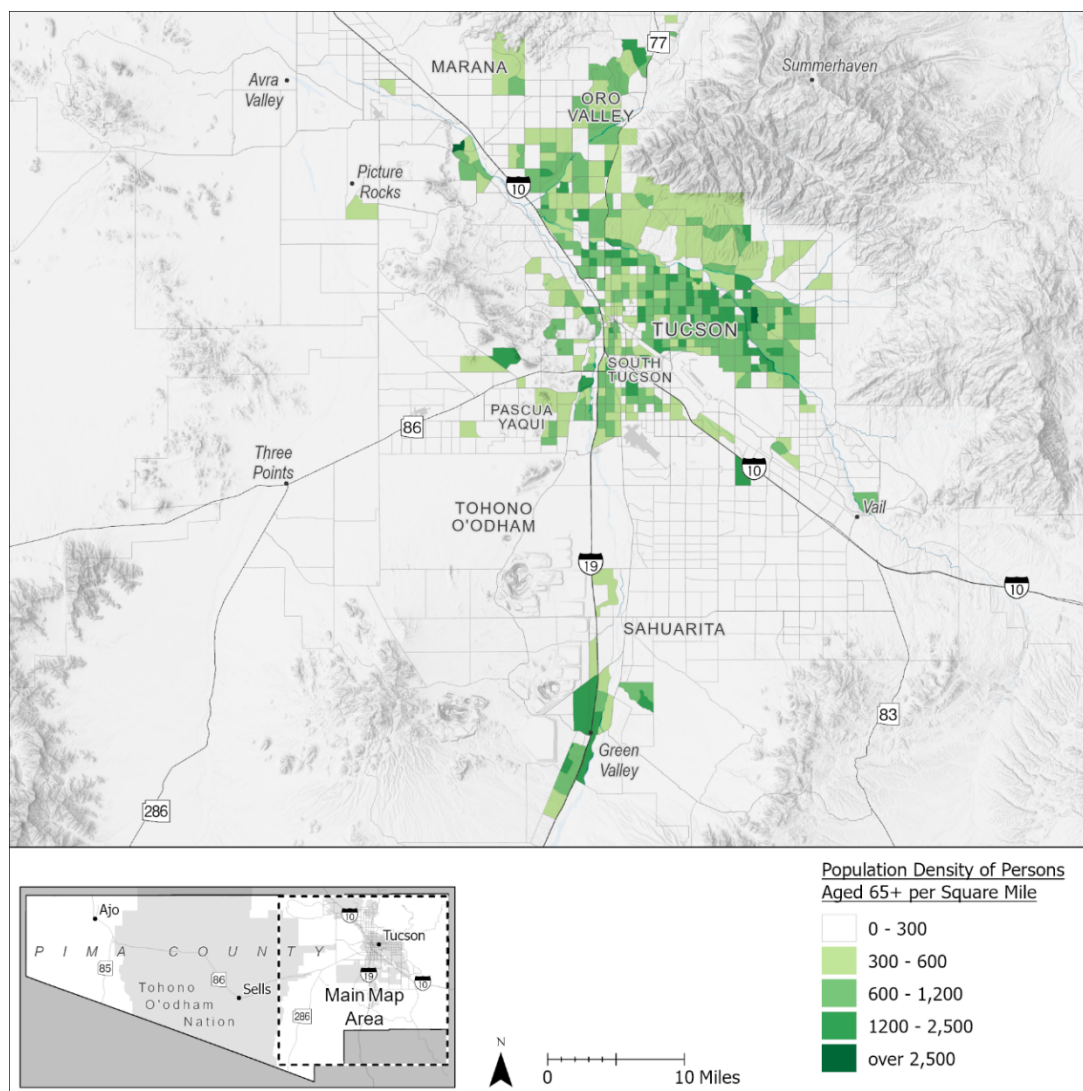 77
MARANA
Summerhaven
Avra
Valley
ORO
VALLEY
Picture
Rocks
10
TUCSON
SOUTH
TUCSON
PASCUA
YAQUI
86
Three
Points
10
Vail
TOHONO
O'ODHAM
19
10
SAHUARITA
83
Green
Valley
286
Population Density of Persons
Aged 65+ per Square Mile
0 - 300
300 - 600
600 - 1,200
1200 - 2,500
over 2,500
Ajo
10
Tucson
PIMA COUNTY
85
86
19
10
Sells
Tohono
O'odham
Nation
286
Main Map
Area
N
0 10 Miles